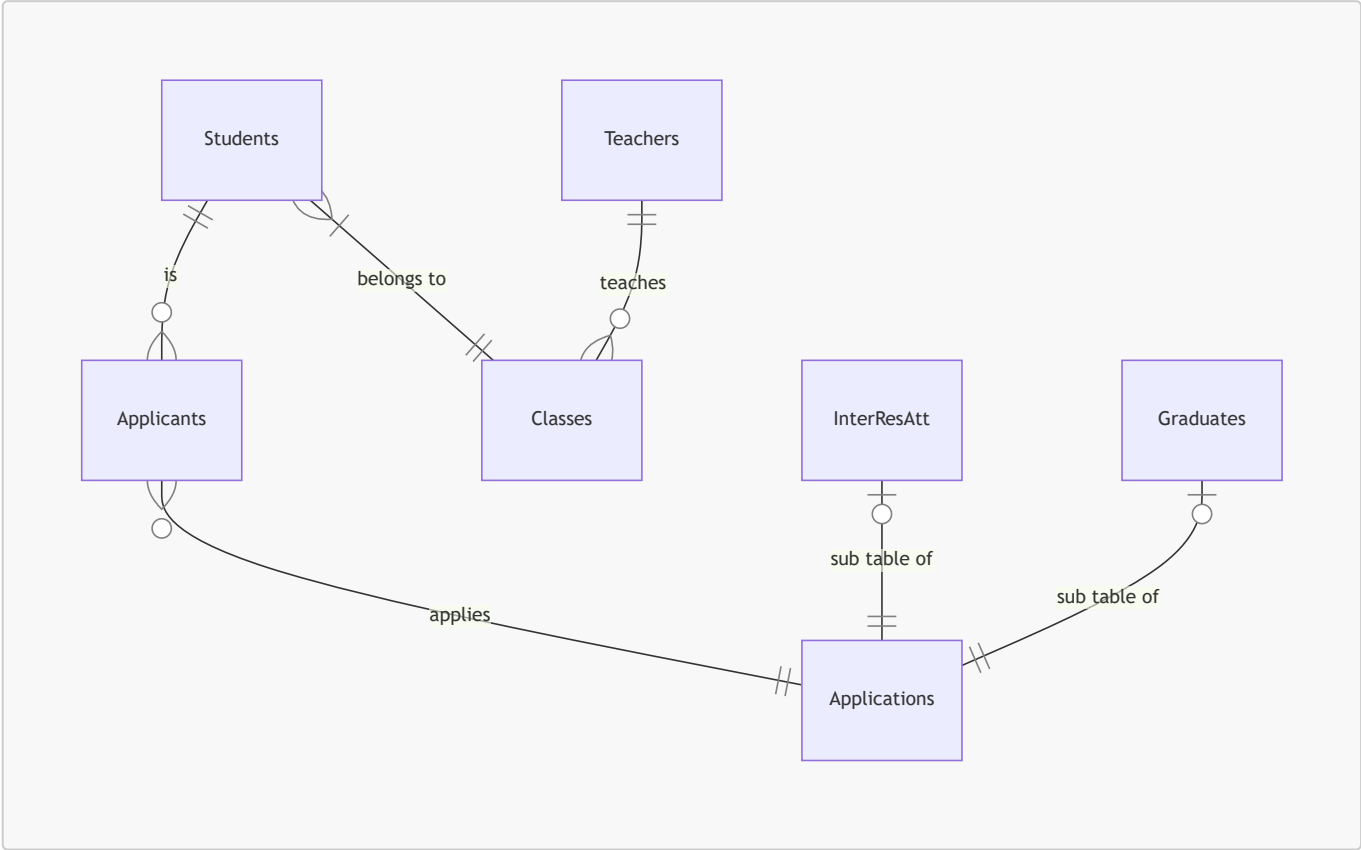 Students
Teachers
is
belongs to
teaches
Applicants
Classes
InterResAtt
Graduates
sub table of
sub table of
applies
Applications